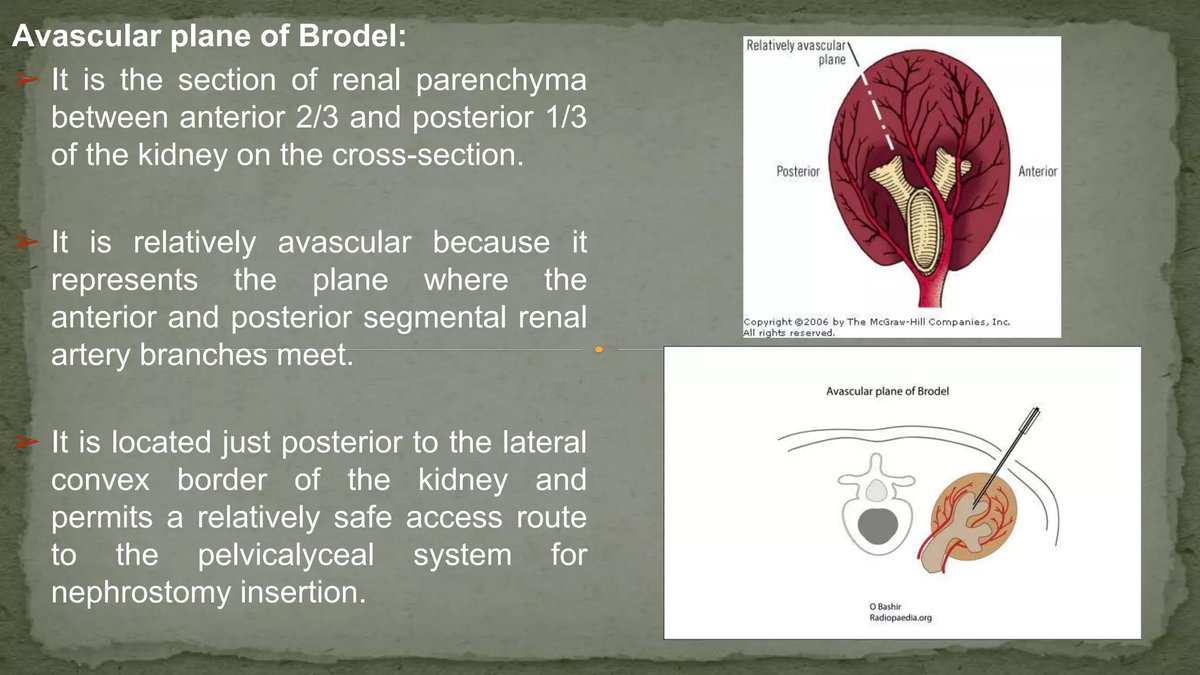 Avascular plane of Brodel:
➢ It is the section of renal parenchyma
between anterior 2/3 and posterior 1/3
of the kidney on the cross-section.
➢ It is relatively avascular because it
represents the plane where the
anterior and posterior segmental renal
artery branches meet.
➢ It is located just posterior to the lateral
convex border of the kidney and
permits a relatively safe access route
to the pelvicalyceal system for
nephrostomy insertion.
Relatively avascular
plane
Posterior
Anterior
Copyright ©2006 by The McGraw-Hill Companies, Inc.
All rights reserved.
Avascular plane of Brodel
O Bashir
Radiopaedia.org